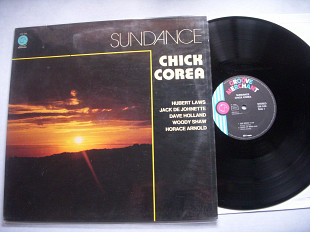 SUNDANCE
CHICK
COREA
HUBERT LAWS
JACK DE JOHNETTE
DAVE HOLLAND
WOODY SHAW
HORACE ARNOLD
GROOVE
MERCHANT